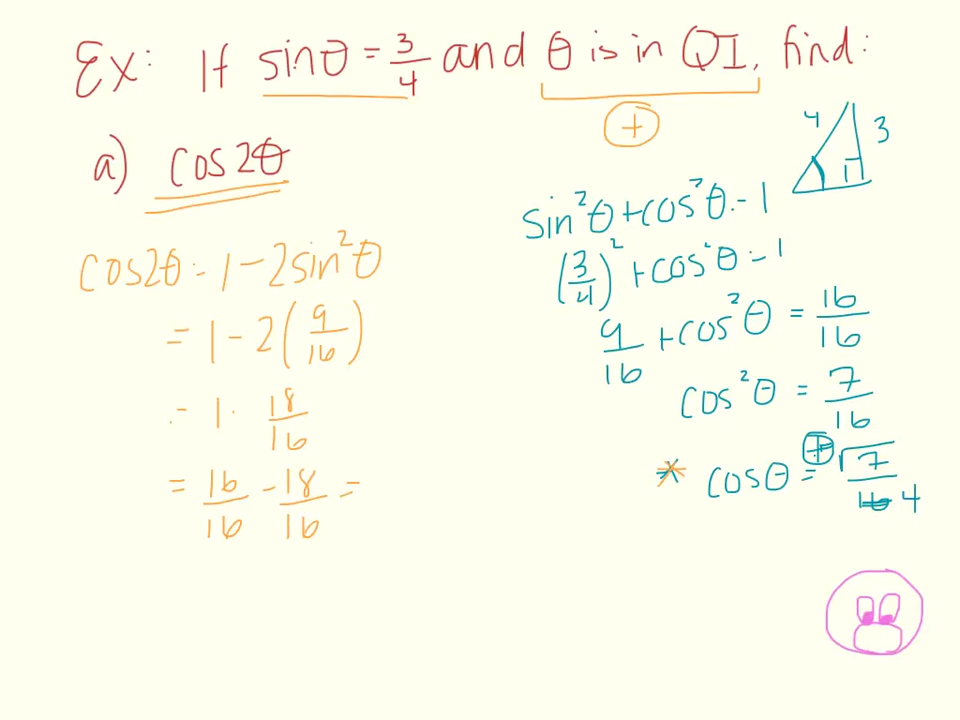 Ex: If sinθ = 3/4 and θ is in QI, find:
+
a) cos2θ
4
3
cos2θ = 1 - 2sin²θ
= 1 - 2(9/16)
= 1 - 18/16
= 16/16 - 18/16 =
sin²θ + cos²θ = 1
(3/4)² + cos²θ = 1
9/16 + cos²θ = 16/16
cos²θ = 7/16
* cosθ = + √7/4